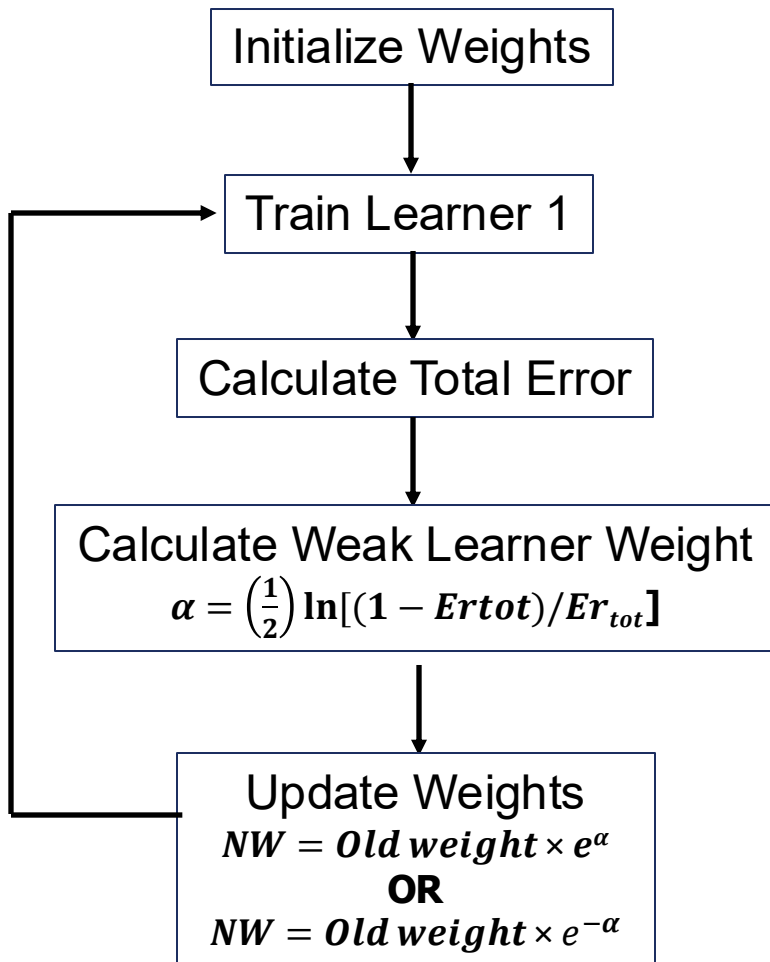 Initialize Weights
Train Learner 1
Calculate Total Error
Calculate Weak Learner Weight
α = (1/2) ln[(1 − Ertot)/Er_tot]
Update Weights
NW = Old weight × e^α
OR
NW = Old weight × e^−α